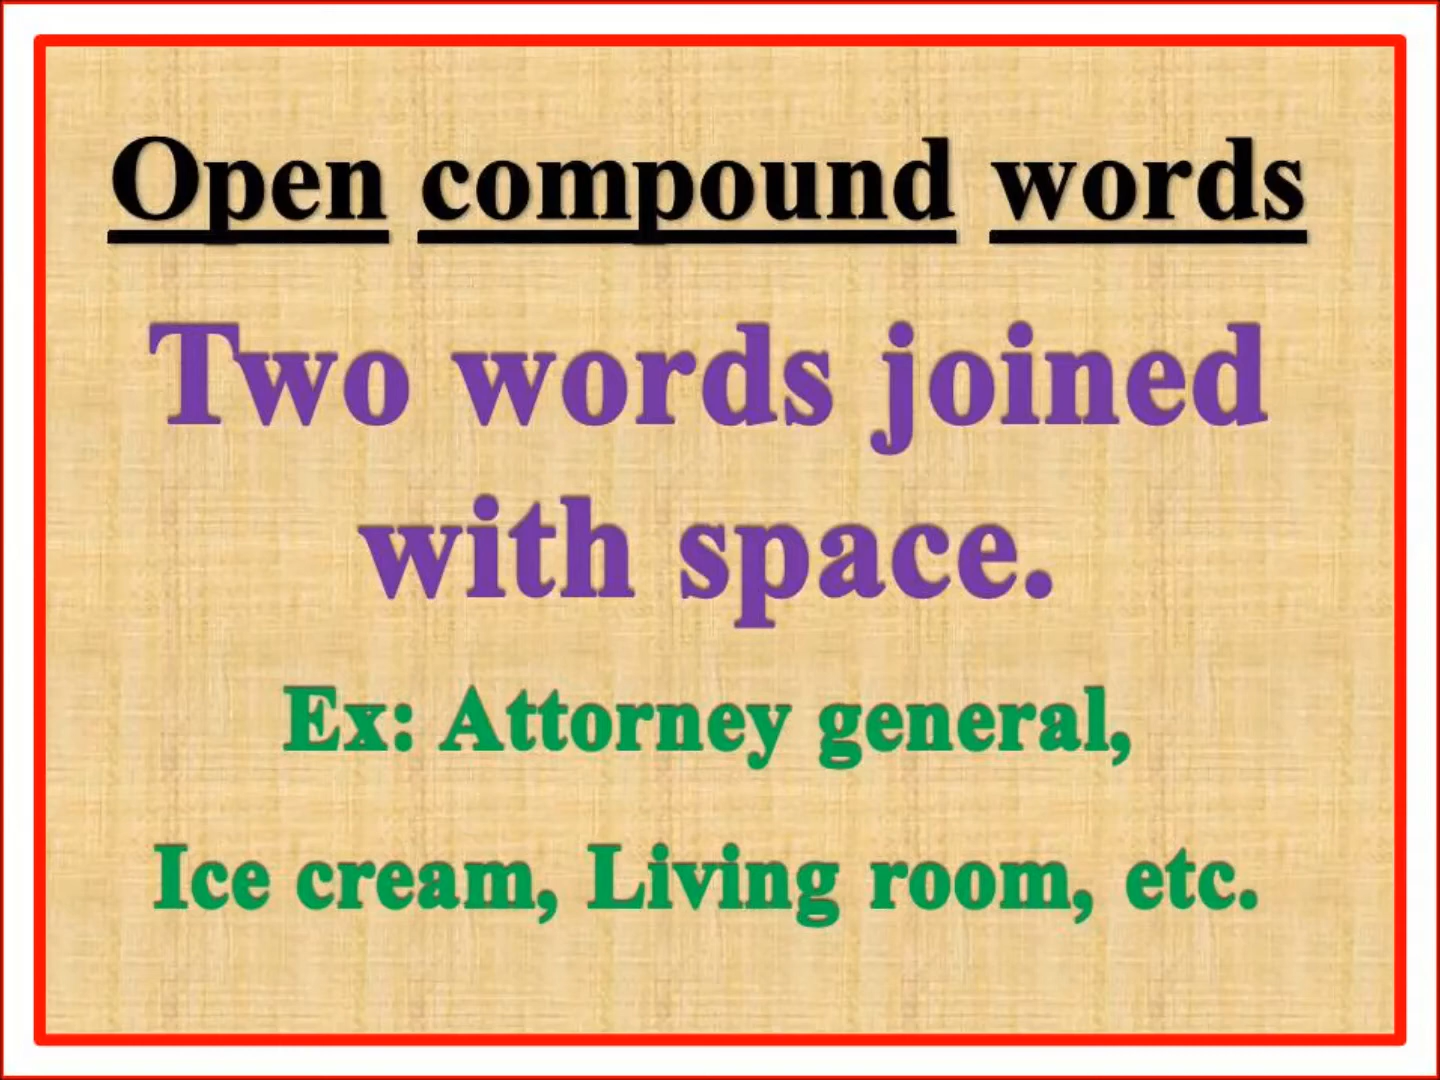 Open compound words
Two words joined
with space.
Ex: Attorney general,
Ice cream, Living room, etc.